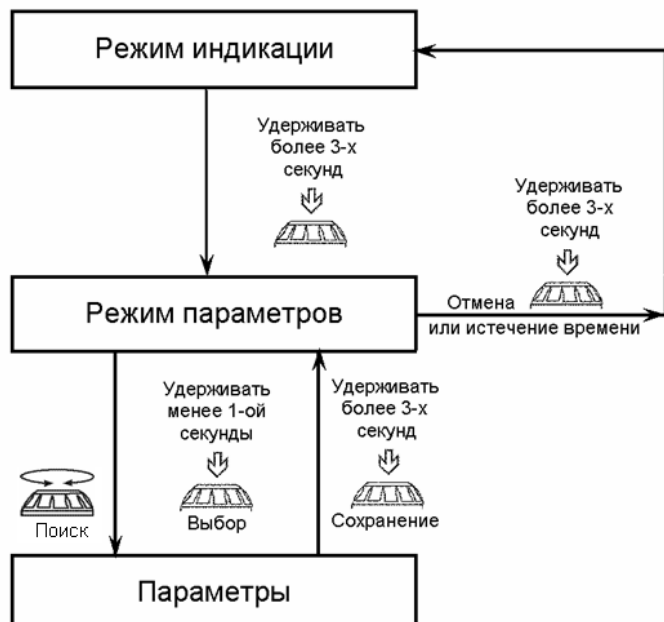 Режим индикации
Удерживать
более 3-х
секунд
Удерживать
более 3-х
секунд
Режим параметров
Отмена
или истечение времени
Удерживать
менее 1-ой
секунды
Удерживать
более 3-х
секунд
Поиск
Выбор
Сохранение
Параметры